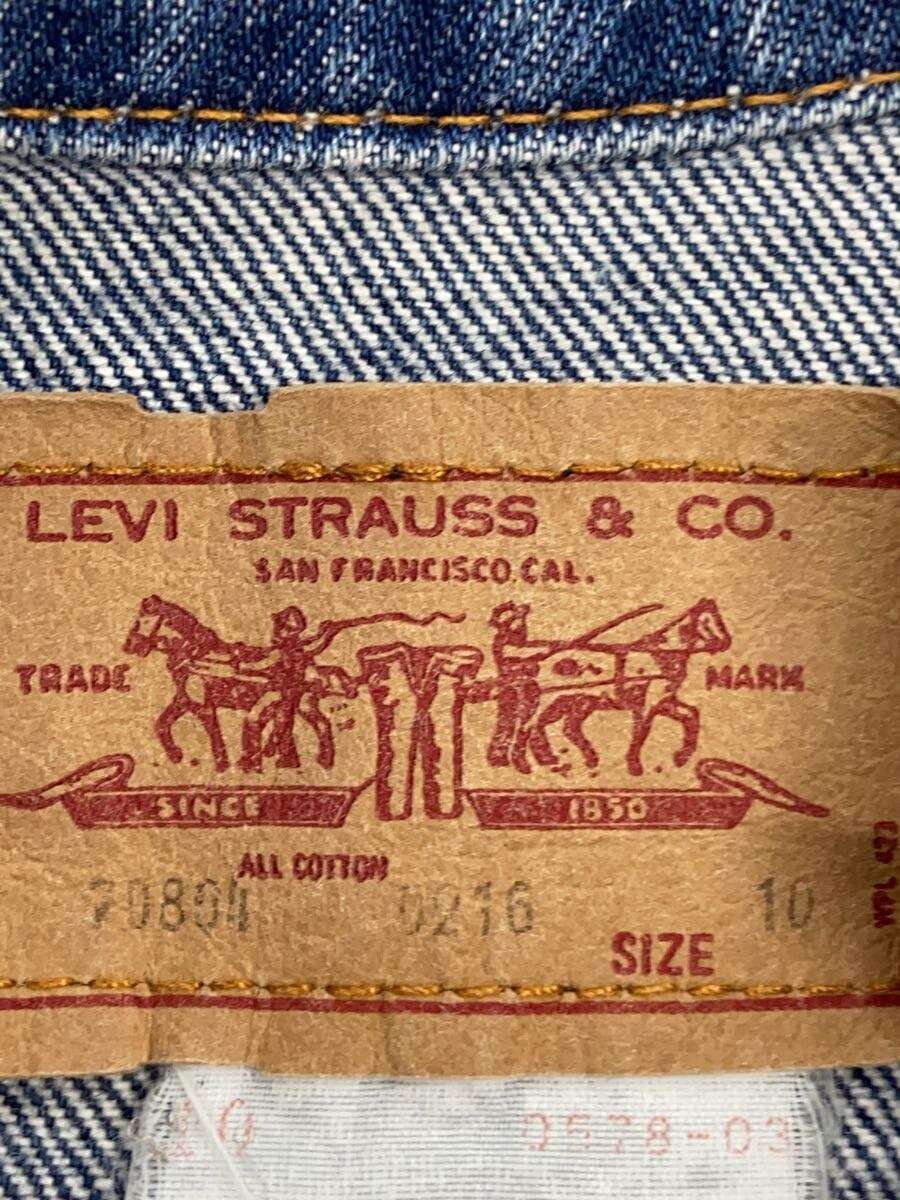 LEVI STRAUSS & CO.
SAN FRANCISCO, CAL.
TRADE MARK
SINCE 1850
ALL COTTON
70804 0216 10
SIZE
WPL 423
10 0578-03